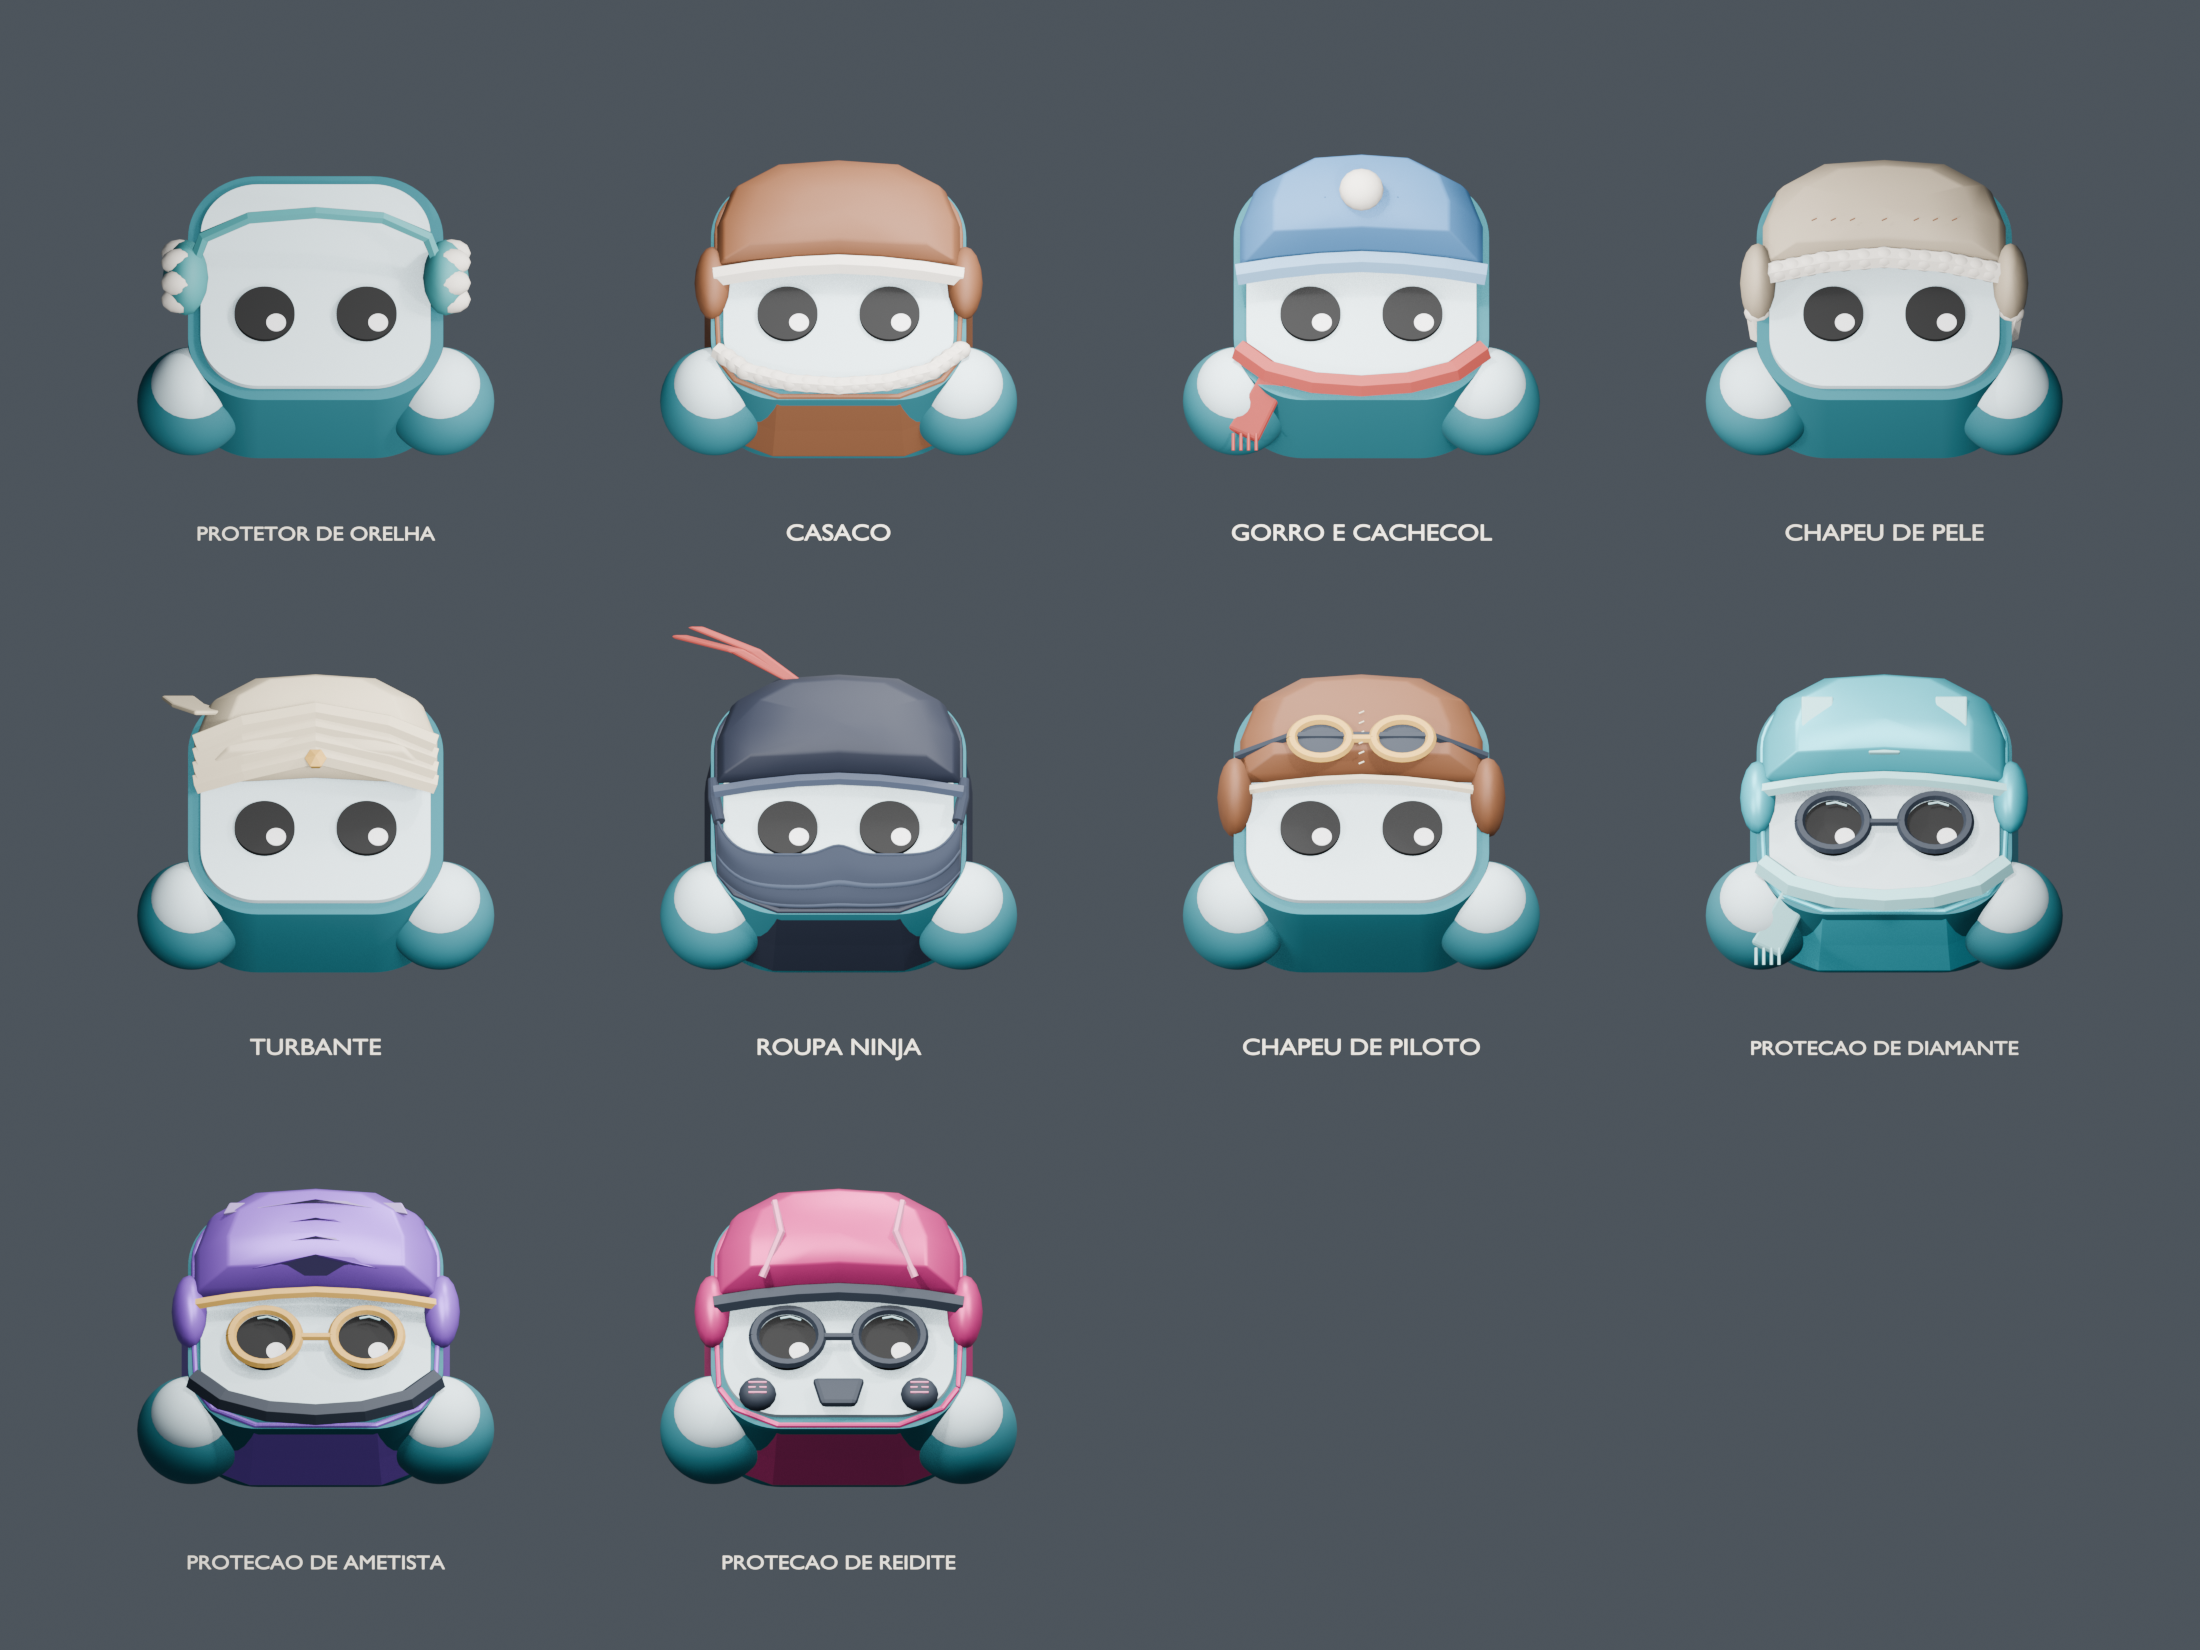 PROTETOR DE ORELHA
CASACO
GORRO E CACHECOL
CHAPEU DE PELE
TURBANTE
ROUPA NINJA
CHAPEU DE PILOTO
PROTECAO DE DIAMANTE
PROTECAO DE AMETISTA
PROTECAO DE REIDITE